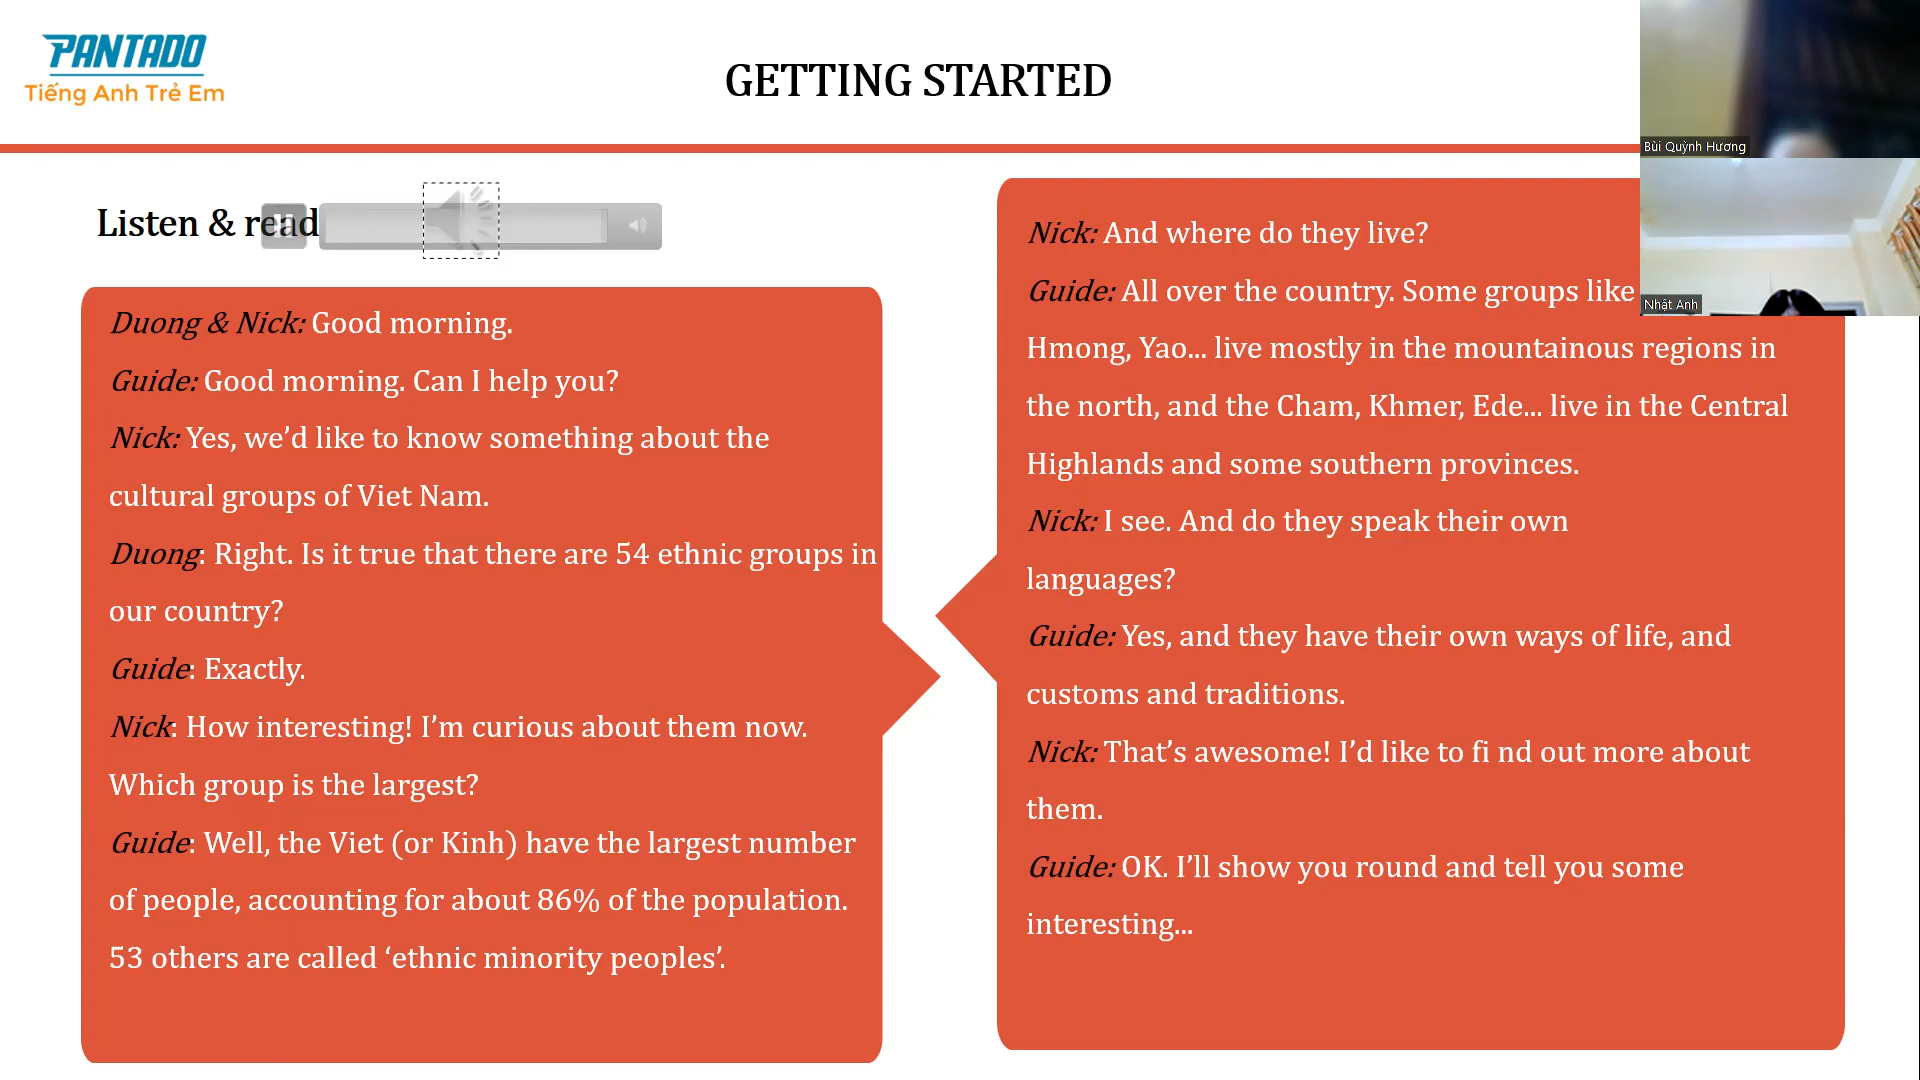 PANTADO
Tiếng Anh Trẻ Em
GETTING STARTED
Bùi Quỳnh Hương
Nhật Anh
Listen & read
Duong & Nick: Good morning.
Guide: Good morning. Can I help you?
Nick: Yes, we’d like to know something about the
cultural groups of Viet Nam.
Duong: Right. Is it true that there are 54 ethnic groups in
our country?
Guide: Exactly.
Nick: How interesting! I’m curious about them now.
Which group is the largest?
Guide: Well, the Viet (or Kinh) have the largest number
of people, accounting for about 86% of the population.
53 others are called ‘ethnic minority peoples’.
Nick: And where do they live?
Guide: All over the country. Some groups like
Hmong, Yao... live mostly in the mountainous regions in
the north, and the Cham, Khmer, Ede... live in the Central
Highlands and some southern provinces.
Nick: I see. And do they speak their own
languages?
Guide: Yes, and they have their own ways of life, and
customs and traditions.
Nick: That’s awesome! I’d like to fi nd out more about
them.
Guide: OK. I’ll show you round and tell you some
interesting...